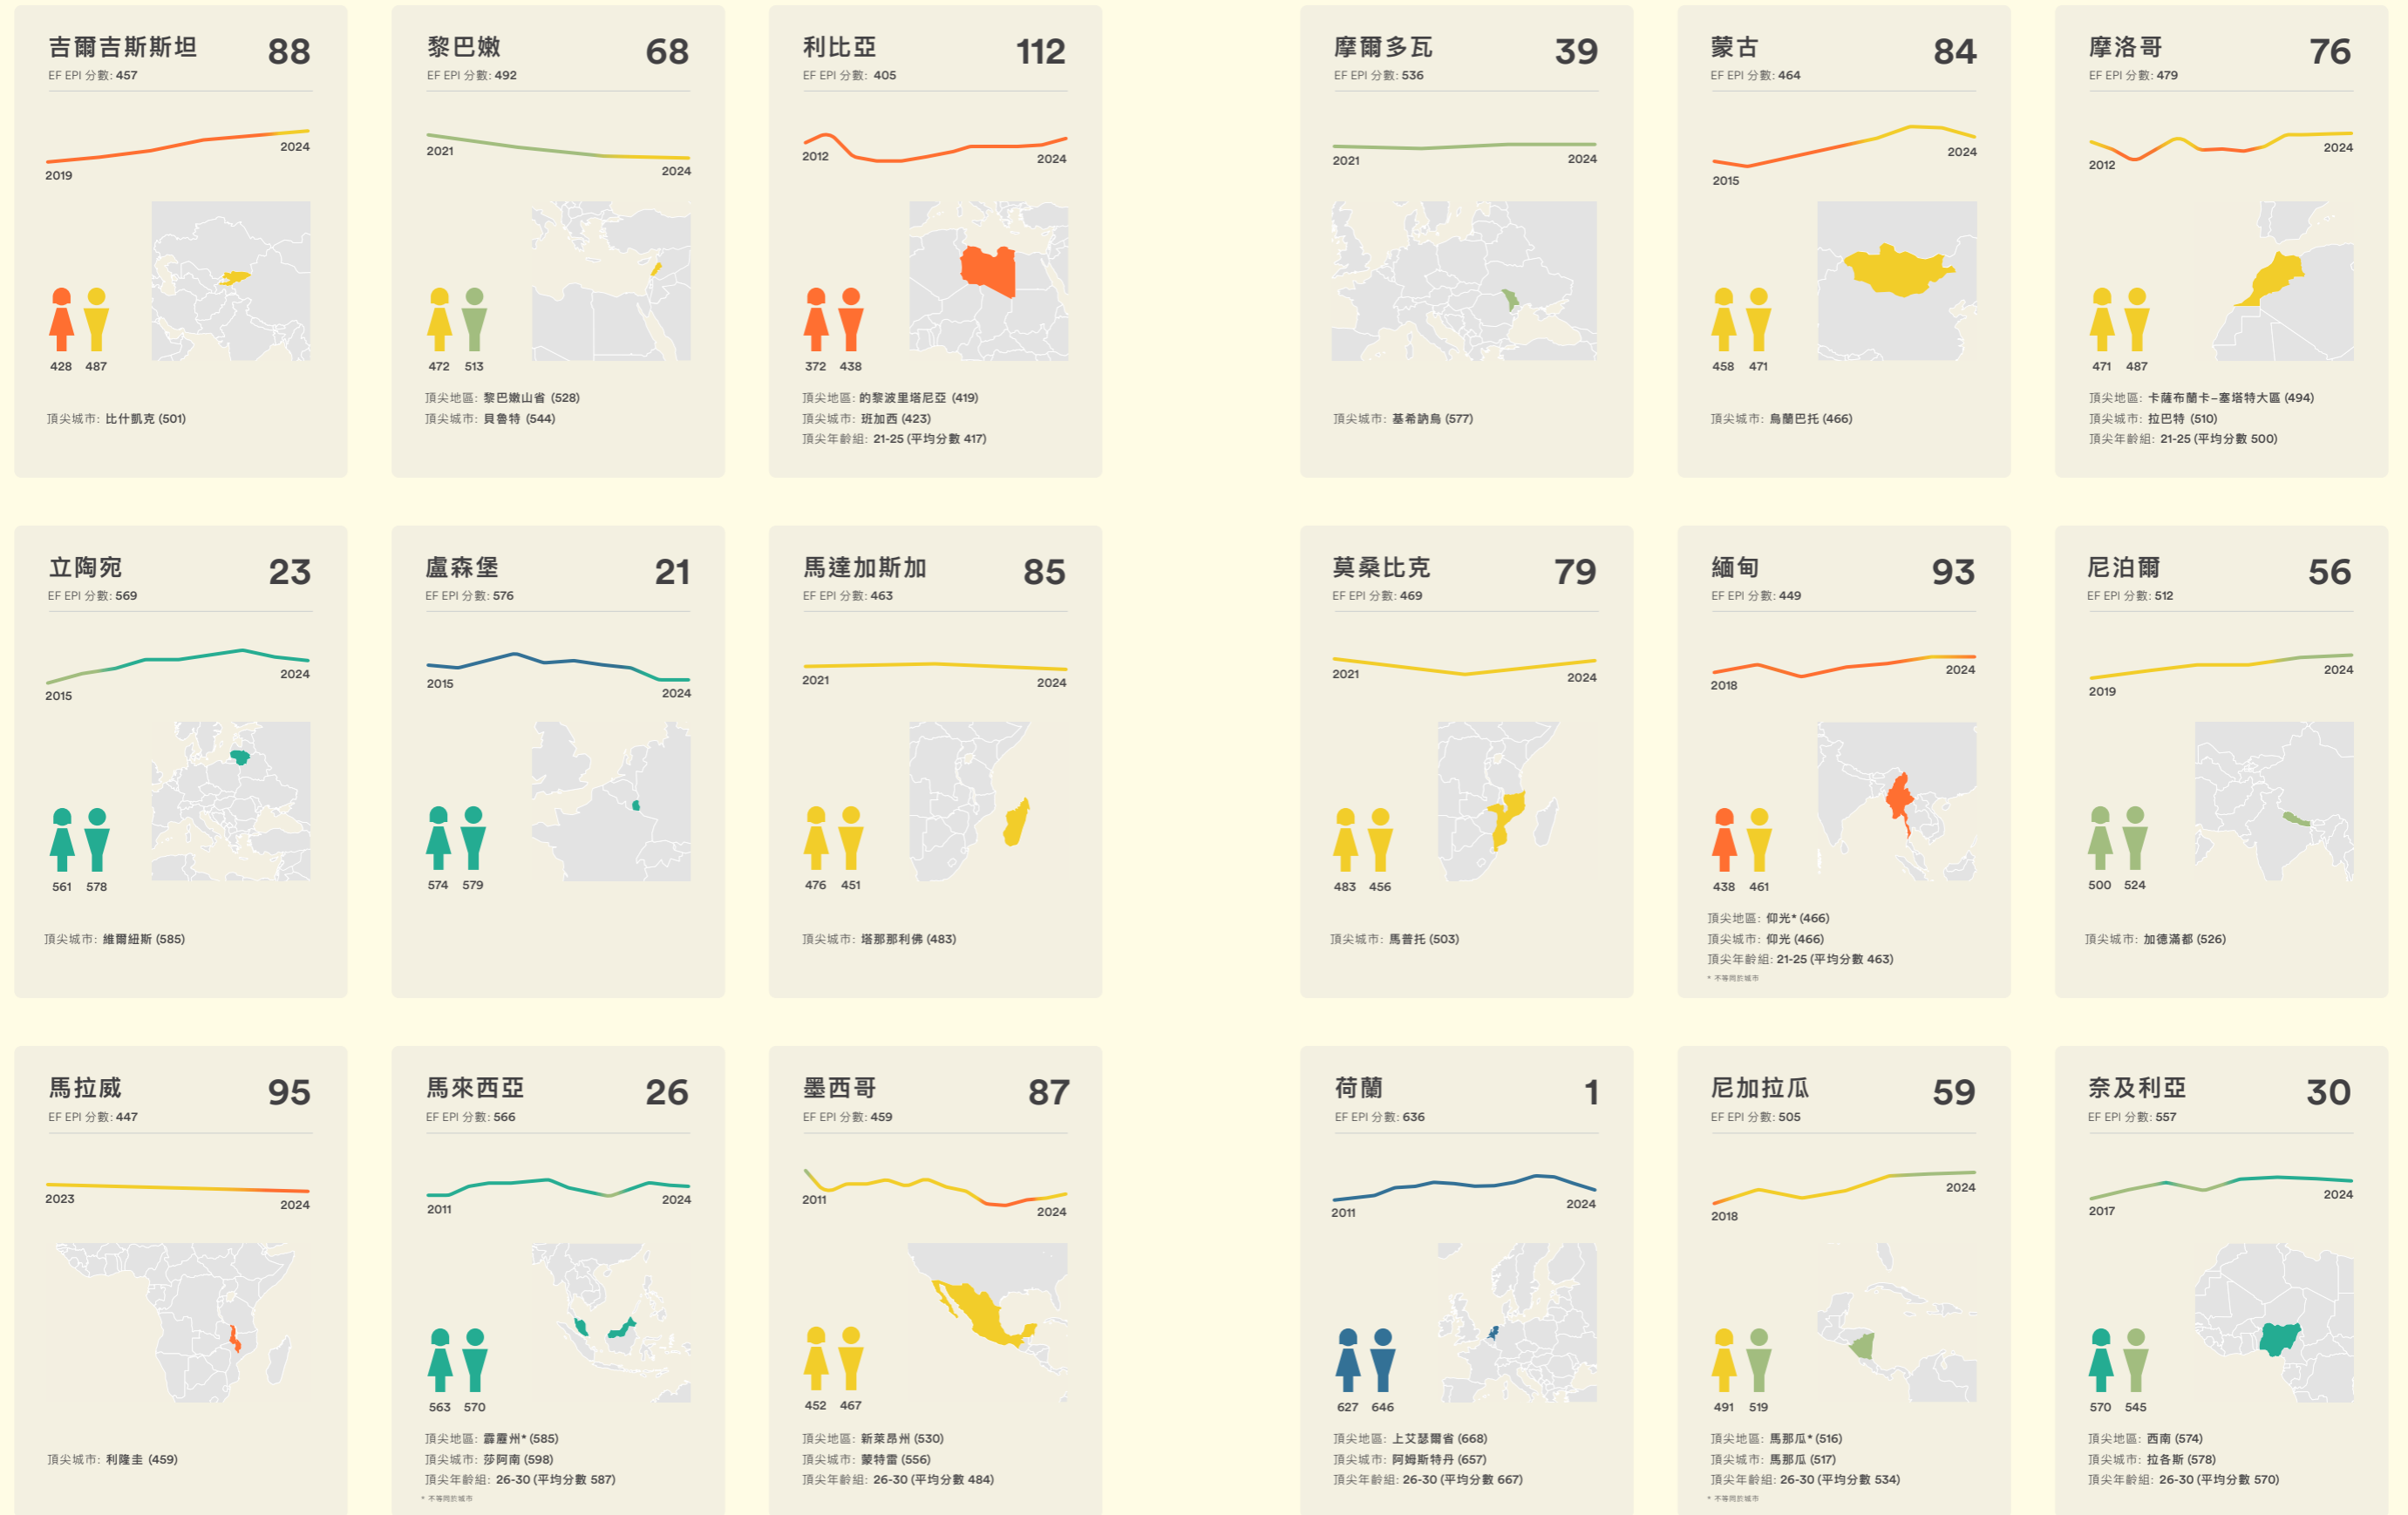 吉爾吉斯斯坦 88
EF EPI 分數: 457
2019
2024
428 487
頂尖城市: 比什凱克 (501)
黎巴嫩 68
EF EPI 分數: 492
2021
2024
472 513
頂尖地區: 黎巴嫩山省 (528)
頂尖城市: 貝魯特 (544)
利比亞 112
EF EPI 分數: 405
2012
2024
372 438
頂尖地區: 的黎波里塔尼亞 (419)
頂尖城市: 班加西 (423)
頂尖年齡組: 21-25 (平均分數 417)
摩爾多瓦 39
EF EPI 分數: 536
2021
2024
頂尖城市: 基希訥烏 (577)
蒙古 84
EF EPI 分數: 464
2015
2024
458 471
頂尖城市: 烏蘭巴托 (466)
摩洛哥 76
EF EPI 分數: 479
2012
2024
471 487
頂尖地區: 卡薩布蘭卡–塞塔特大區 (494)
頂尖城市: 拉巴特 (510)
頂尖年齡組: 21-25 (平均分數 500)
立陶宛 23
EF EPI 分數: 569
2015
2024
561 578
頂尖城市: 維爾紐斯 (585)
盧森堡 21
EF EPI 分數: 576
2015
2024
574 579
馬達加斯加 85
EF EPI 分數: 463
2021
2024
476 451
頂尖城市: 塔那那利佛 (483)
莫桑比克 79
EF EPI 分數: 469
2021
2024
483 456
頂尖城市: 馬普托 (503)
緬甸 93
EF EPI 分數: 449
2018
2024
438 461
頂尖地區: 仰光* (466)
頂尖城市: 仰光 (466)
頂尖年齡組: 21-25 (平均分數 463)
* 不等同於城市
尼泊爾 56
EF EPI 分數: 512
2019
2024
500 524
頂尖城市: 加德滿都 (526)
馬拉威 95
EF EPI 分數: 447
2023
2024
頂尖城市: 利隆圭 (459)
馬來西亞 26
EF EPI 分數: 566
2011
2024
563 570
頂尖地區: 霹靂州* (585)
頂尖城市: 莎阿南 (598)
頂尖年齡組: 26-30 (平均分數 587)
* 不等同於城市
墨西哥 87
EF EPI 分數: 459
2011
2024
452 467
頂尖地區: 新萊昂州 (530)
頂尖城市: 蒙特雷 (556)
頂尖年齡組: 26-30 (平均分數 484)
荷蘭 1
EF EPI 分數: 636
2011
2024
627 646
頂尖地區: 上艾瑟爾省 (668)
頂尖城市: 阿姆斯特丹 (657)
頂尖年齡組: 26-30 (平均分數 667)
尼加拉瓜 59
EF EPI 分數: 505
2018
2024
491 519
頂尖地區: 馬那瓜* (516)
頂尖城市: 馬那瓜 (517)
頂尖年齡組: 26-30 (平均分數 534)
* 不等同於城市
奈及利亞 30
EF EPI 分數: 557
2017
2024
570 545
頂尖地區: 西南 (574)
頂尖城市: 拉各斯 (578)
頂尖年齡組: 26-30 (平均分數 570)